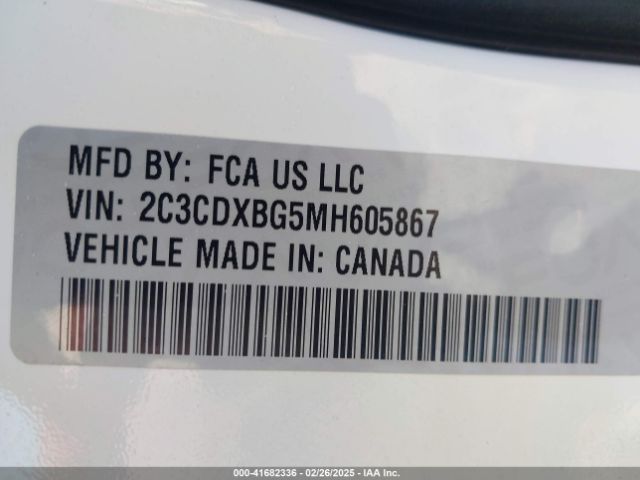 MFD BY: FCA US LLC
VIN: 2C3CDXBG5MH605867
VEHICLE MADE IN: CANADA
000-41682336 - 02/26/2025 - IAA Inc.